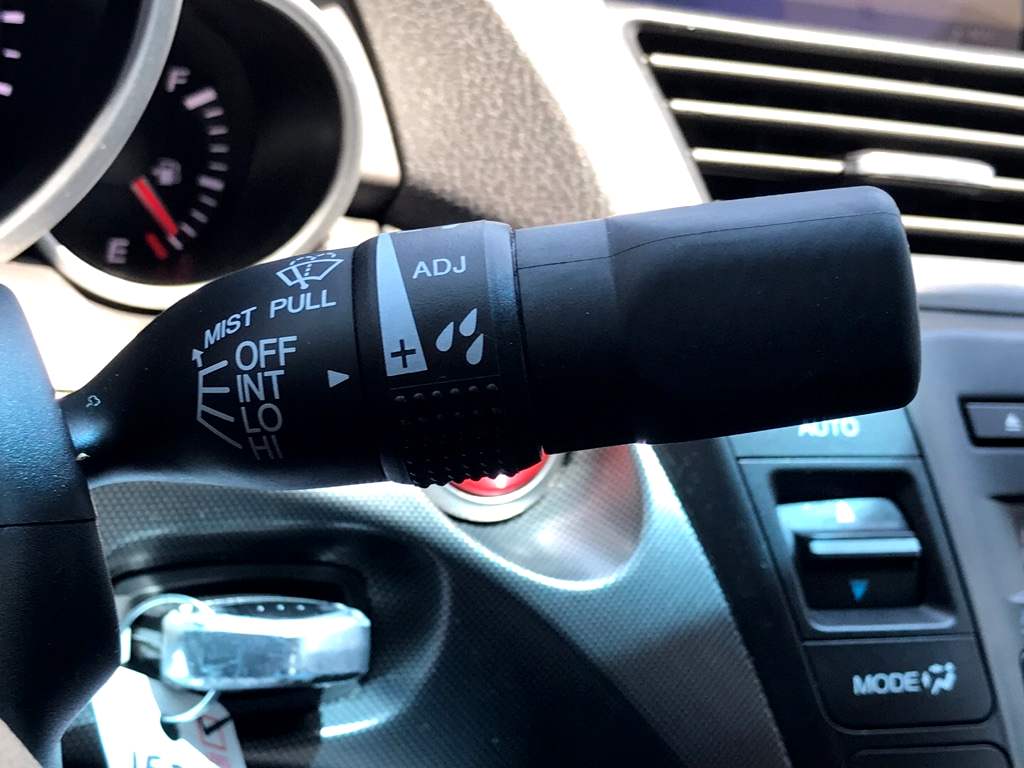 F
E
MIST PULL
OFF
INT
LO
HI
ADJ
+
AUTO
MODE